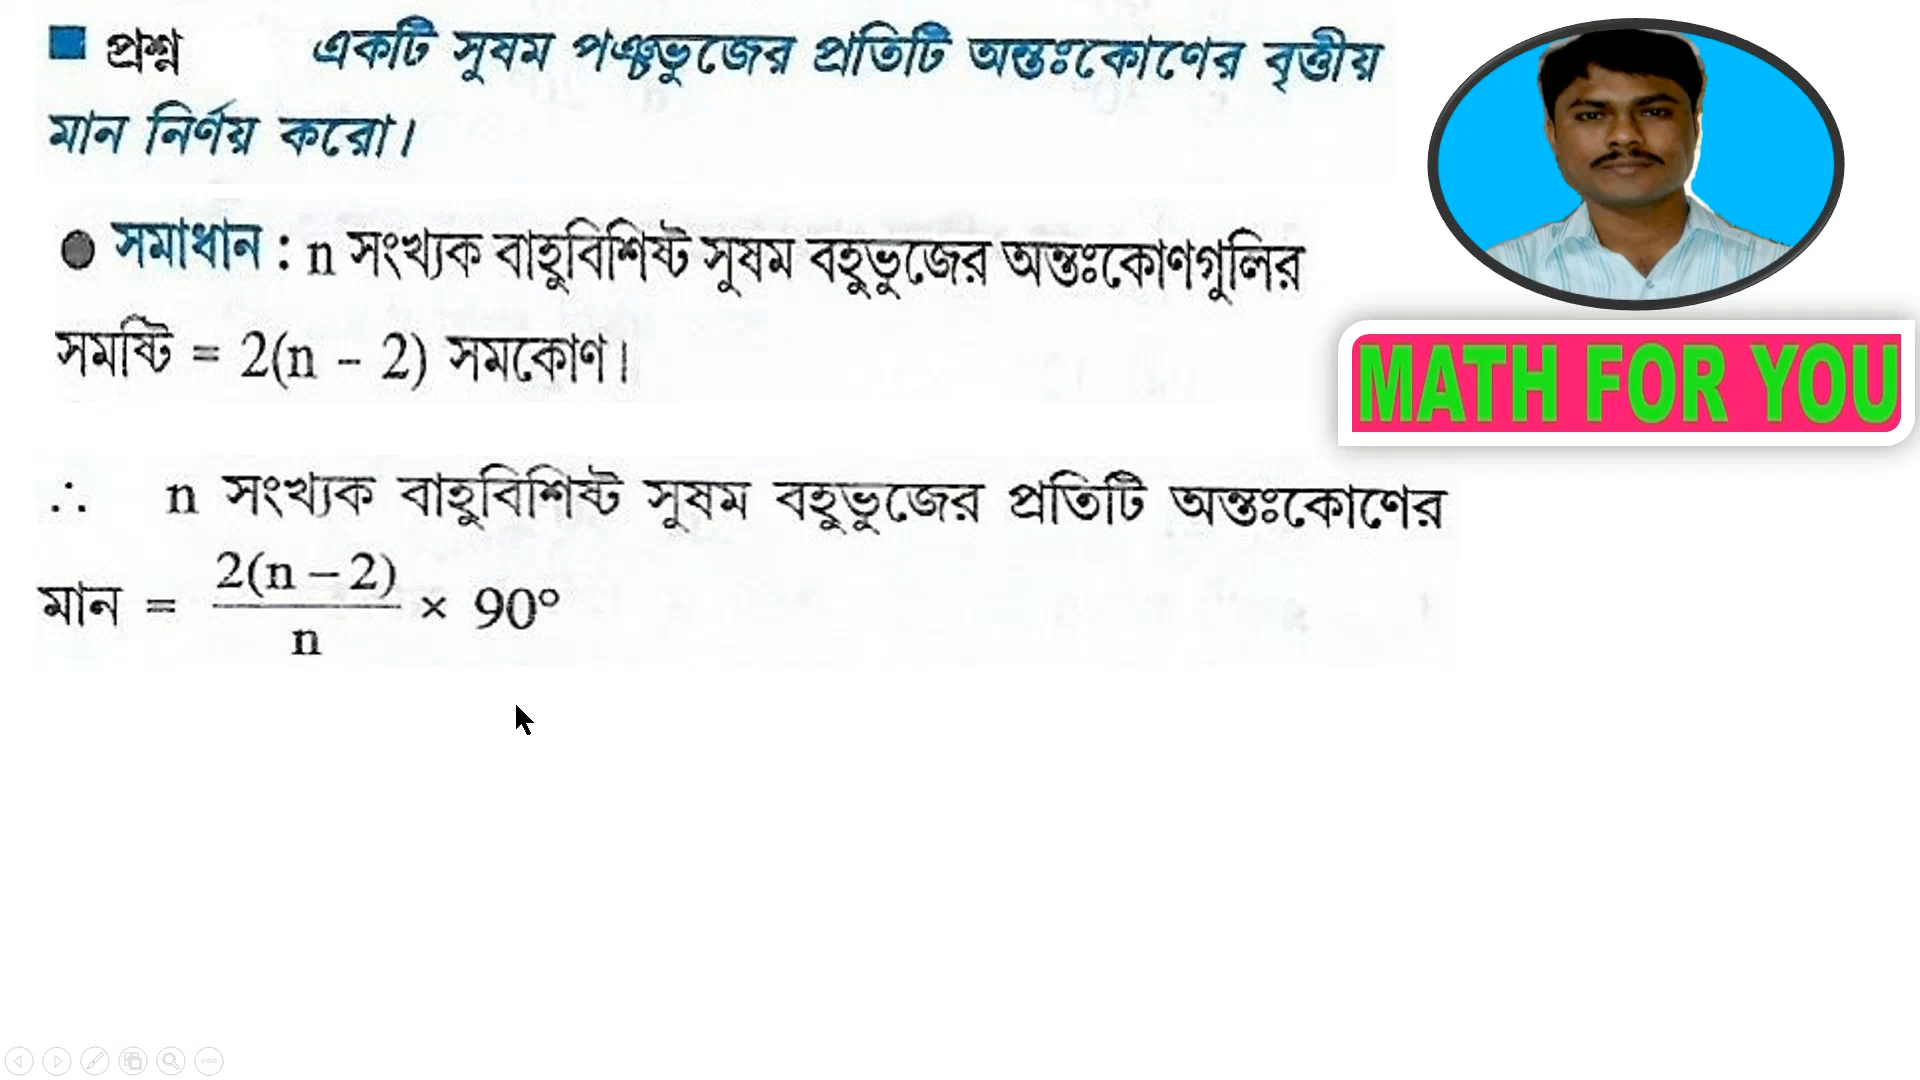 প্রশ্ন একটি সুষম পঞ্চভুজের প্রতিটি অন্তঃকোণের বৃত্তীয়
মান নির্ণয় করো।
সমাধান : n সংখ্যক বাহুবিশিষ্ট সুষম বহুভুজের অন্তঃকোণগুলির
সমষ্টি = 2(n – 2) সমকোণ।
MATH FOR YOU
∴ n সংখ্যক বাহুবিশিষ্ট সুষম বহুভুজের প্রতিটি অন্তঃকোণের
মান = 2(n – 2)/n × 90°